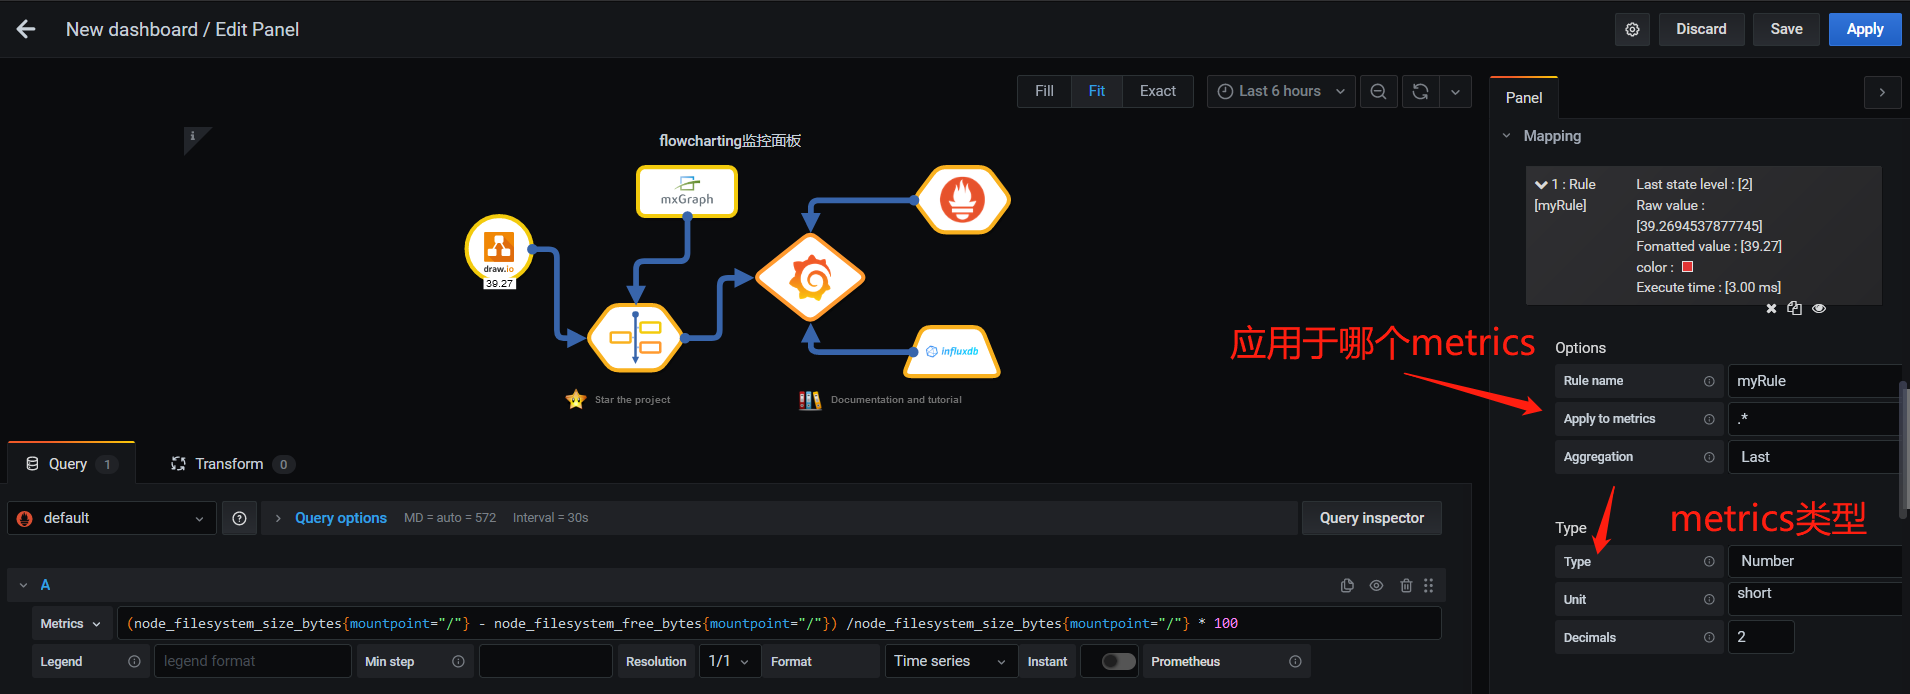 New dashboard / Edit Panel
Discard
Save
Apply
Fill
Fit
Exact
Last 6 hours
Panel
Mapping
i
flowcharting监控面板
mxGraph
draw.io
39.27
influxdb
Star the project
Documentation and tutorial
1 : Rule
[myRule]
Last state level : [2]
Raw value :
[39.2694537877745]
Fomatted value : [39.27]
color :
Execute time : [3.00 ms]
应用于哪个metrics
Options
Rule name
myRule
Apply to metrics
.*
Aggregation
Last
metrics类型
Type
Type
Number
Unit
short
Decimals
2
Query 1
Transform 0
default
Query options MD = auto = 572 Interval = 30s
Query inspector
A
Metrics
(node_filesystem_size_bytes{mountpoint="/"} - node_filesystem_free_bytes{mountpoint="/"}) /node_filesystem_size_bytes{mountpoint="/"} * 100
Legend
legend format
Min step
Resolution
1/1
Format
Time series
Instant
Prometheus